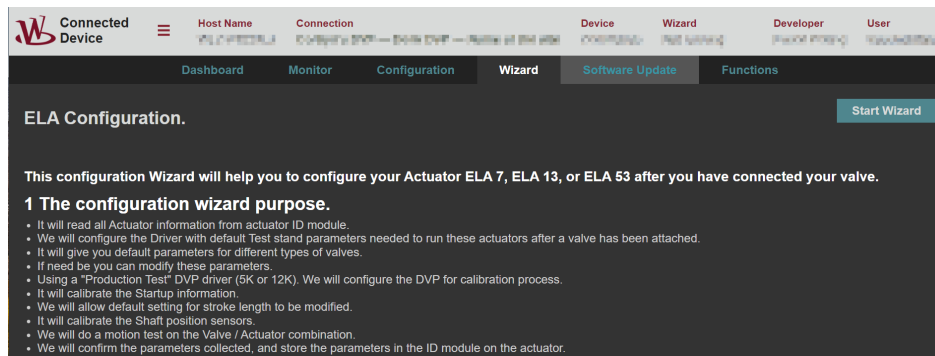 Connected
Device
Host Name
Connection
Device
Wizard
Developer
User
Dashboard
Monitor
Configuration
Wizard
Software Update
Functions
ELA Configuration.
Start Wizard
This configuration Wizard will help you to configure your Actuator ELA 7, ELA 13, or ELA 53 after you have connected your valve.
1 The configuration wizard purpose.
• It will read all Actuator information from actuator ID module.
• We will configure the Driver with default Test stand parameters needed to run these actuators after a valve has been attached.
• It will give you default parameters for different types of valves.
• If need be you can modify these parameters.
• Using a "Production Test" DVP driver (5K or 12K). We will configure the DVP for calibration process.
• It will calibrate the Startup information.
• We will allow default setting for stroke length to be modified.
• It will calibrate the Shaft position sensors.
• We will do a motion test on the Valve / Actuator combination.
• We will confirm the parameters collected, and store the parameters in the ID module on the actuator.